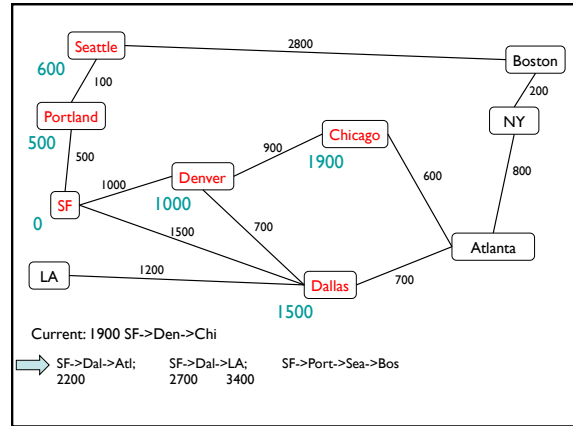 Seattle
2800
Boston
600
100
200
Portland
NY
500
500
Chicago
900
1900
600
800
Denver
1000
SF
1000
0
700
1500
Atlanta
LA
1200
700
Dallas
1500
Current: 1900 SF->Den->Chi
SF->Dal->Atl; SF->Dal->LA; SF->Port->Sea->Bos
2200 2700 3400